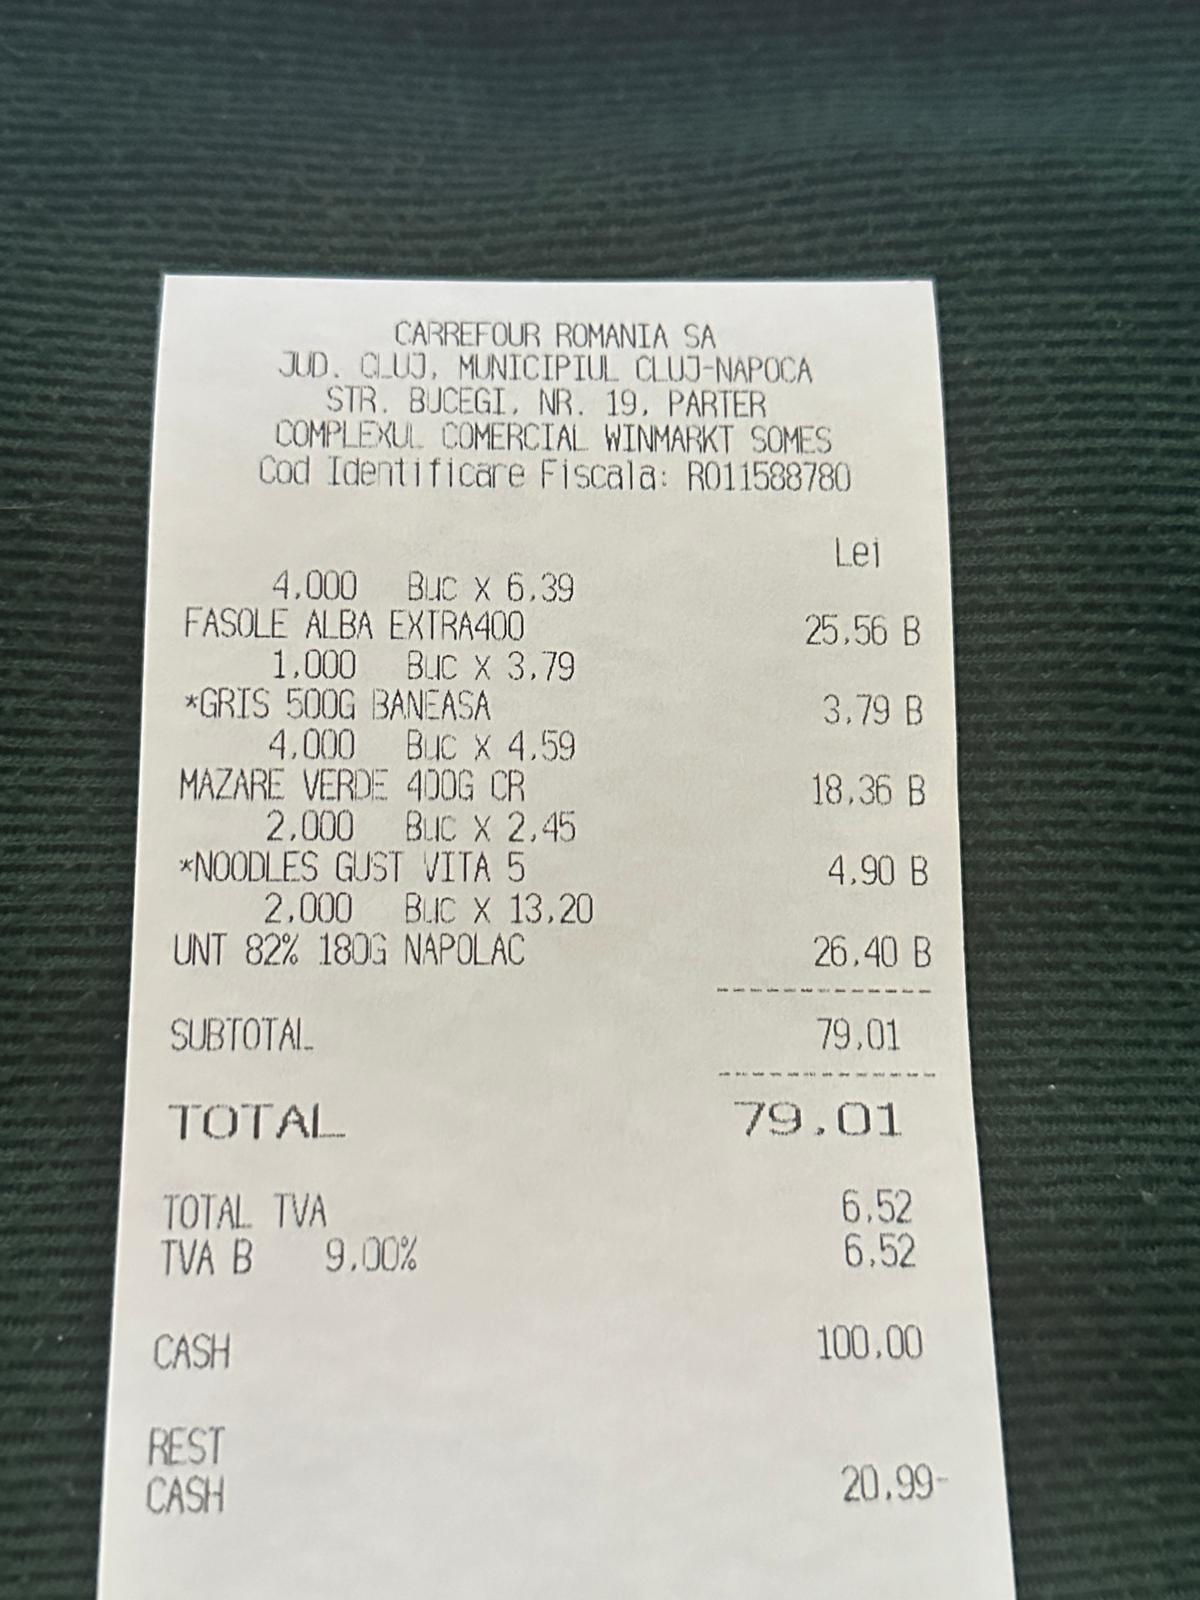 CARREFOUR ROMANIA SA
JUD. CLUJ, MUNICIPIUL CLUJ-NAPOCA
STR. BUCEGI, NR. 19, PARTER
COMPLEXUL COMERCIAL WINMARKT SOMES
Cod Identificare Fiscala: RO11588780
Lei
4,000 Buc X 6,39
FASOLE ALBA EXTRA400 25,56 B
1,000 Buc X 3,79
*GRIS 500G BANEASA 3,79 B
4,000 Buc X 4,59
MAZARE VERDE 400G CR 18,36 B
2,000 Buc X 2,45
*NOODLES GUST VITA 5 4,90 B
2,000 Buc X 13,20
UNT 82% 180G NAPOLAC 26,40 B
SUBTOTAL 79,01
TOTAL 79,01
TOTAL TVA 6,52
TVA B 9,00% 6,52
CASH 100,00
REST
CASH 20,99-